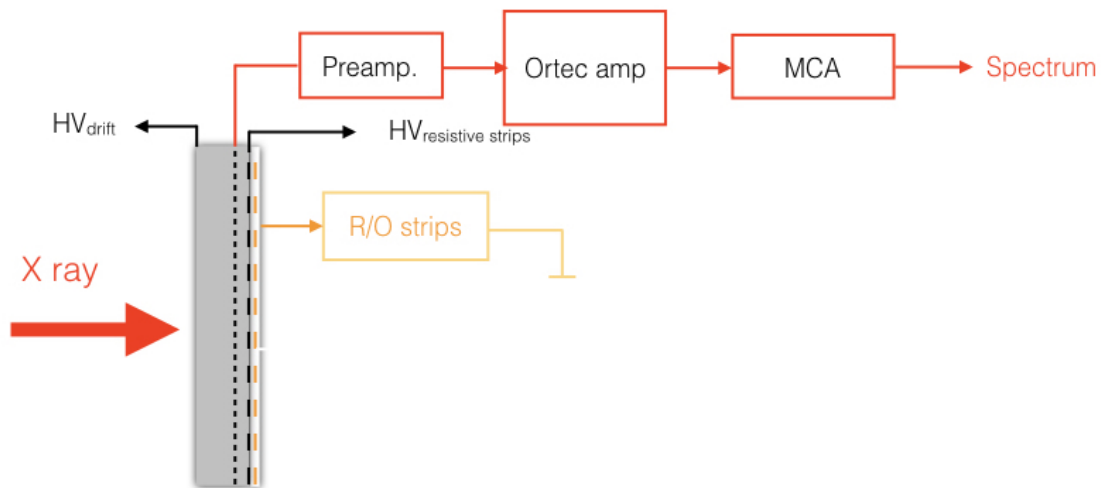 Preamp.
Ortec amp
MCA
Spectrum
HVdrift
HVresistive strips
R/O strips
X ray